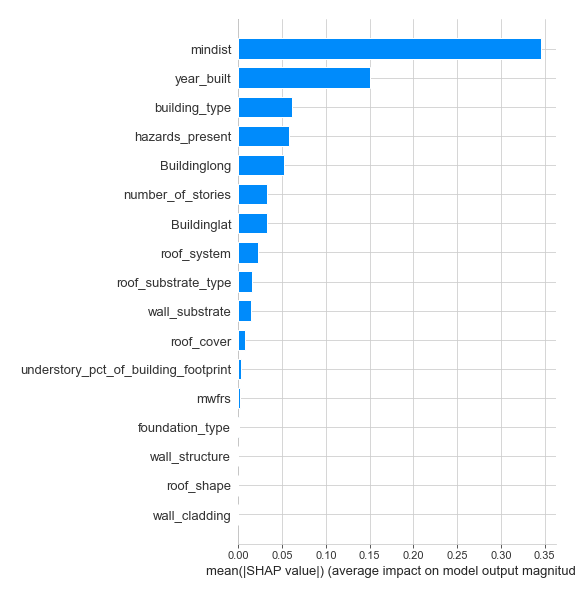 mindist
year_built
building_type
hazards_present
Buildinglong
number_of_stories
Buildinglat
roof_system
roof_substrate_type
wall_substrate
roof_cover
understory_pct_of_building_footprint
mwfrs
foundation_type
wall_structure
roof_shape
wall_cladding
0.00 0.05 0.10 0.15 0.20 0.25 0.30 0.35
mean(|SHAP value|) (average impact on model output magnitud